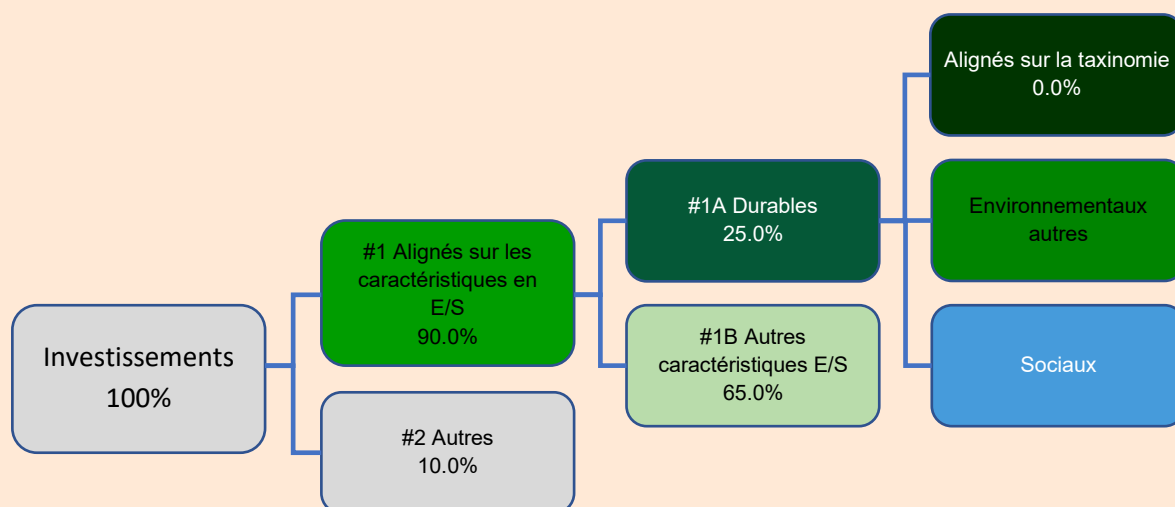 Investissements
100%
#1 Alignés sur les
caractéristiques en
E/S
90.0%
#2 Autres
10.0%
#1A Durables
25.0%
#1B Autres
caractéristiques E/S
65.0%
Alignés sur la taxinomie
0.0%
Environnementaux
autres
Sociaux